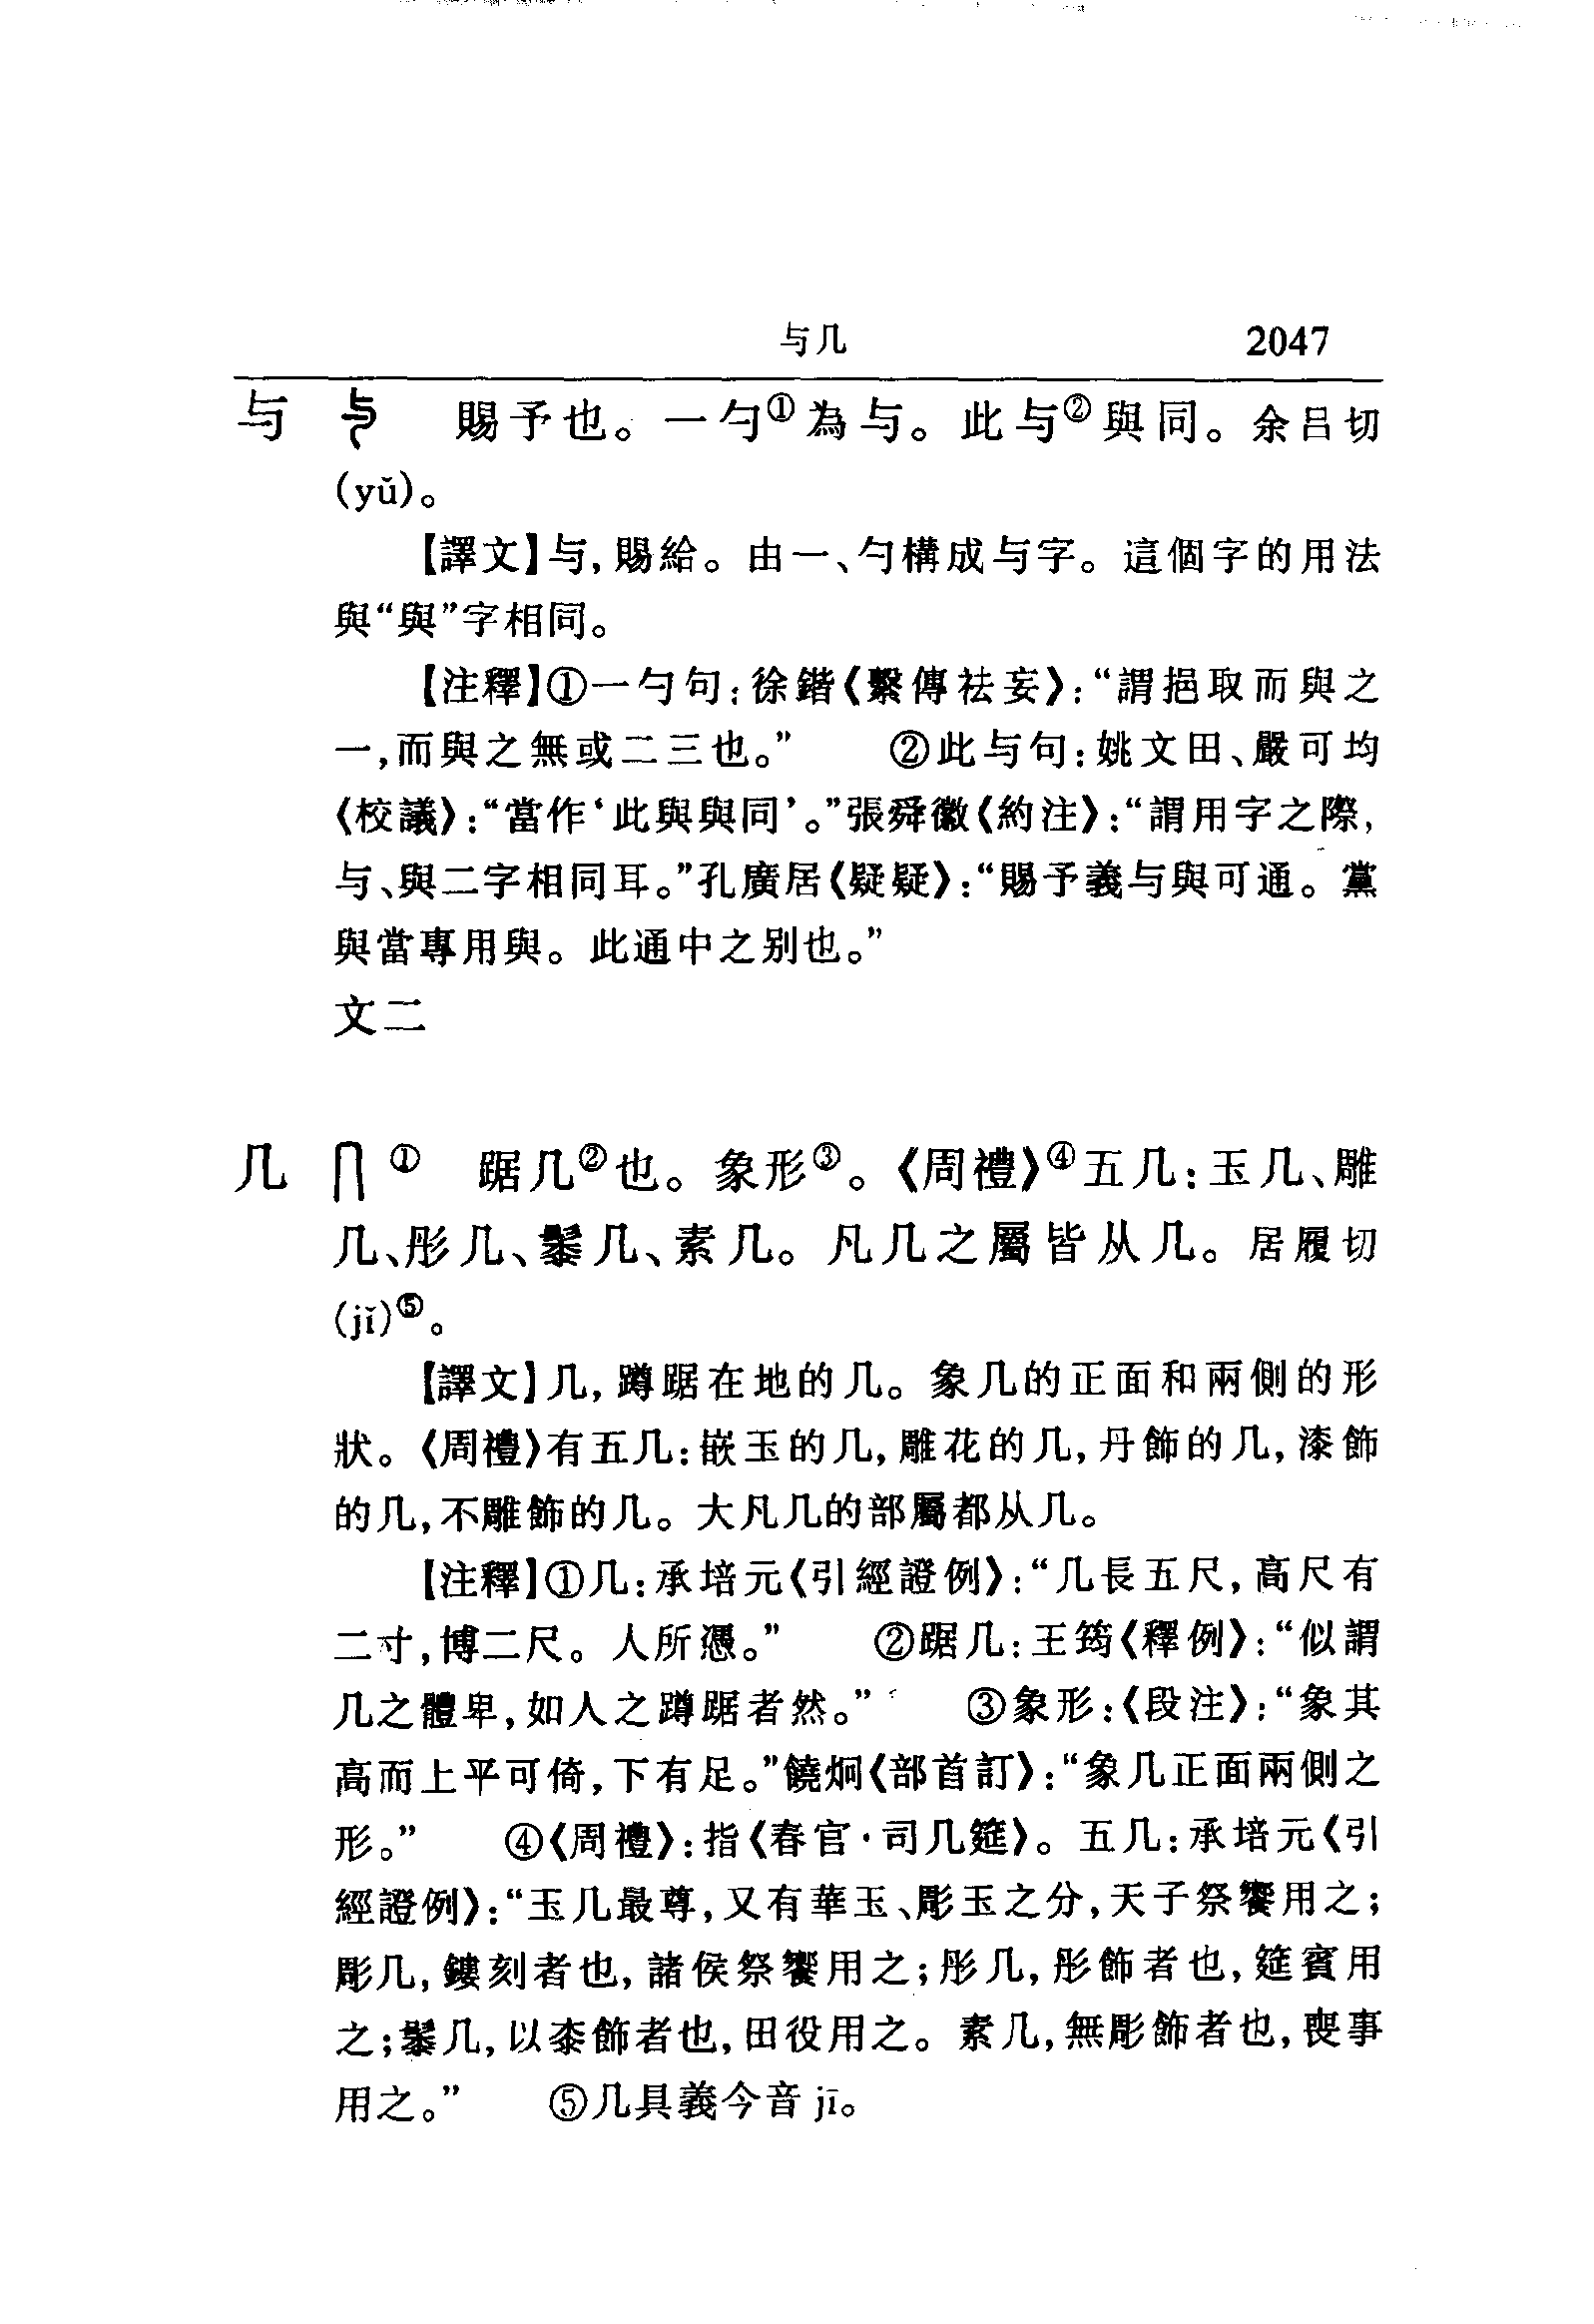 与几 2047
与 与 賜予也。一勺①為与。此与②與同。余吕切
(yǔ)。
【譯文】与,賜給。由一、勺構成与字。這個字的用法
與“與”字相同。
【注釋】①一勺句:徐鍇《繫傳袪妄》:“謂挹取而與之
一,而與之無或二三也。” ②此与句:姚文田、嚴可均
《校議》:“當作‘此與與同’。”張舜徽《約注》:“謂用字之際,
与、與二字相同耳。”孔廣居《疑疑》:“賜予義与與可通。黨
與當專用與。此通中之别也。”
文二
几 几① 踞几②也。象形③。《周禮》④五几:玉几、雕
几、彤几、鬃几、素几。凡几之屬皆从几。居履切
(jǐ)⑤。
【譯文】几,蹲踞在地的几。象几的正面和兩側的形
狀。《周禮》有五几:嵌玉的几,雕花的几,丹飾的几,漆飾
的几,不雕飾的几。大凡几的部屬都从几。
【注釋】①几:承培元《引經證例》:“几長五尺,高尺有
二寸,博二尺。人所憑。” ②踞几:王筠《釋例》:“似謂
几之體卑,如人之蹲踞者然。” ③象形:《段注》:“象其
高而上平可倚,下有足。”饒炯《部首訂》:“象几正面兩側之
形。” ④《周禮》:指《春官·司几筵》。五几:承培元《引
經證例》:“玉几最尊,又有華玉、彫玉之分,天子祭饗用之;
彫几,鏤刻者也,諸侯祭饗用之;彤几,彤飾者也,筵賓用
之;鬃几,以桼飾者也,田役用之。素几,無彫飾者也,喪事
用之。” ⑤几具義今音 jī。